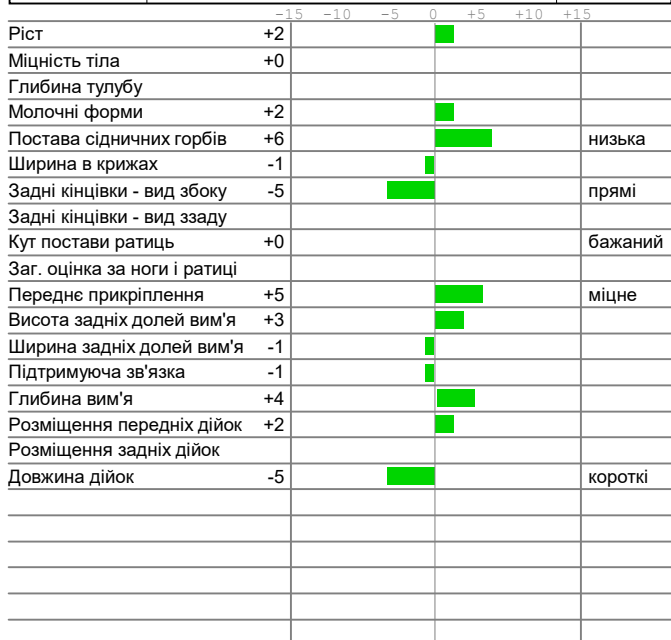 -15 -10 -5 0 +5 +10 +15
Ріст +2
Міцність тіла +0
Глибина тулубу
Молочні форми +2
Постава сідничних горбів +6 низька
Ширина в крижах -1
Задні кінцівки - вид збоку -5 прямі
Задні кінцівки - вид ззаду
Кут постави ратиць +0 бажаний
Заг. оцінка за ноги і ратиці
Переднє прикріплення +5 міцне
Висота задніх долей вим'я +3
Ширина задніх долей вим'я -1
Підтримуюча зв'язка -1
Глибина вим'я +4
Розміщення передніх дійок +2
Розміщення задніх дійок
Довжина дійок -5 короткі